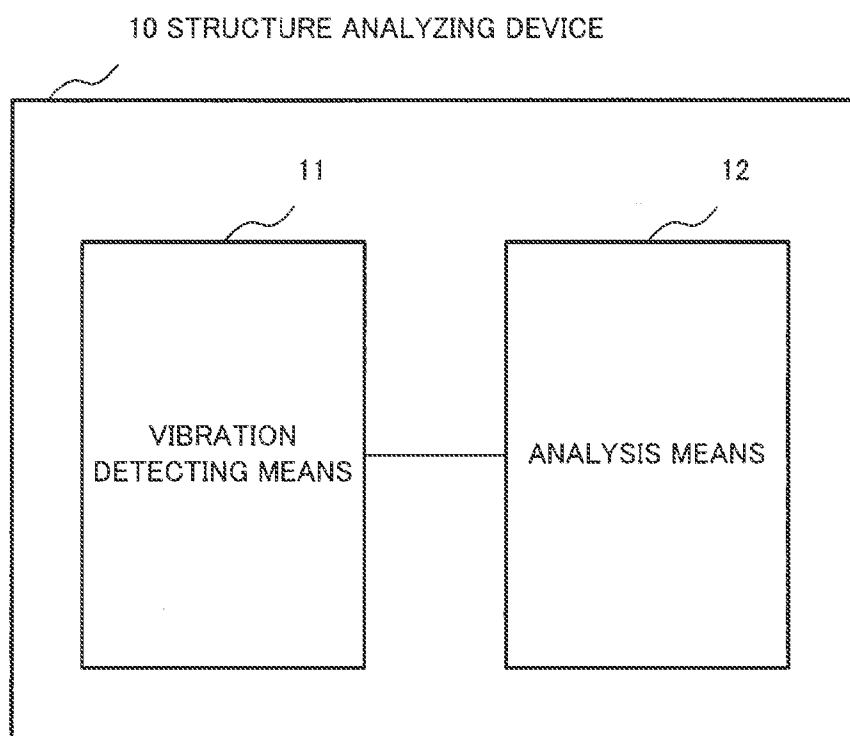 10 STRUCTURE ANALYZING DEVICE
11
12
VIBRATION
DETECTING MEANS
ANALYSIS MEANS